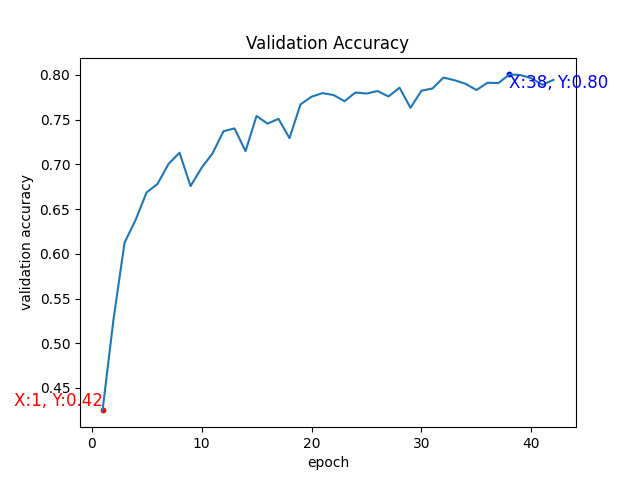 Validation Accuracy
0.80
X:38, Y:0.80
0.75
0.70
0.65
0.60
0.55
0.50
0.45
X:1, Y:0.42
validation accuracy
0
10
20
30
40
epoch